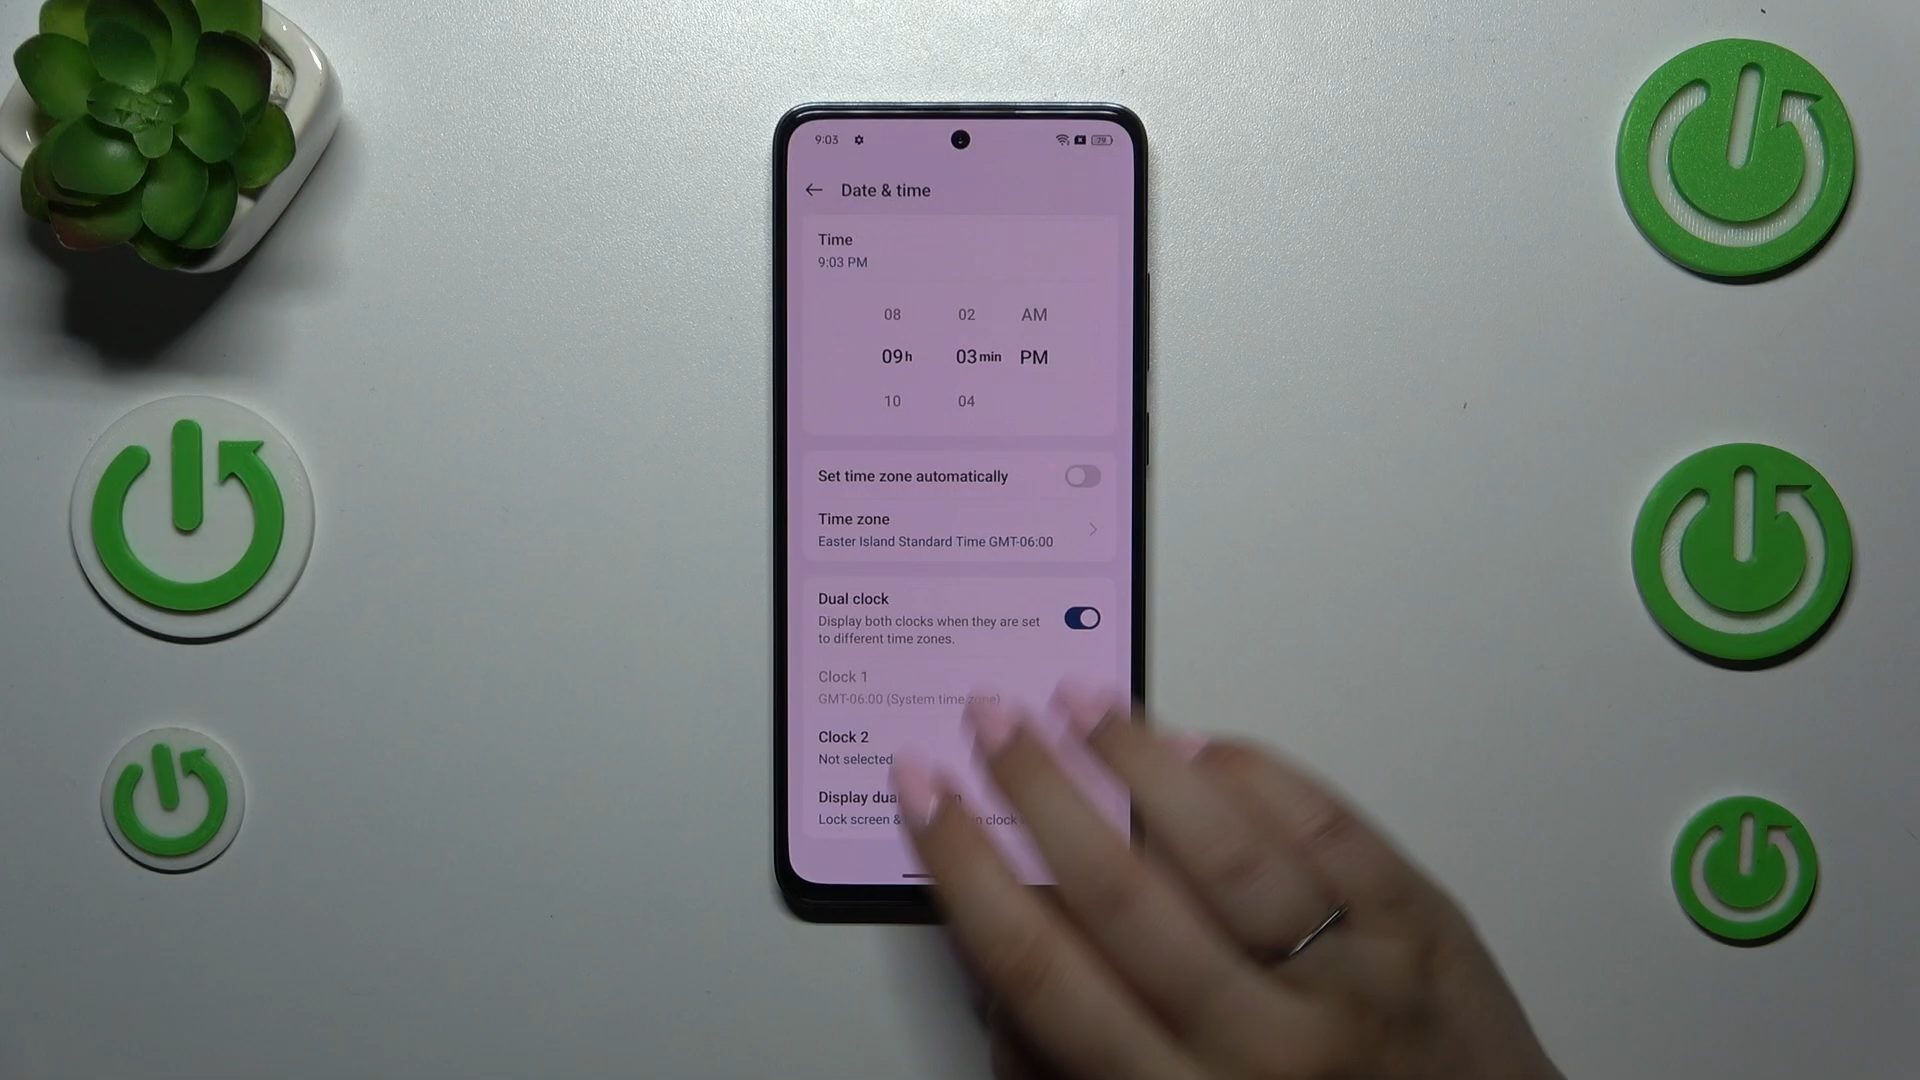 9:03
79
Date & time
Time
9:03 PM
08 02 AM
09h 03min PM
10 04
Set time zone automatically
Time zone
Easter Island Standard Time GMT-06:00
Dual clock
Display both clocks when they are set
to different time zones.
Clock 1
GMT-06:00 (System time zone)
Clock 2
Not selected
Display dual
Lock screen & clock